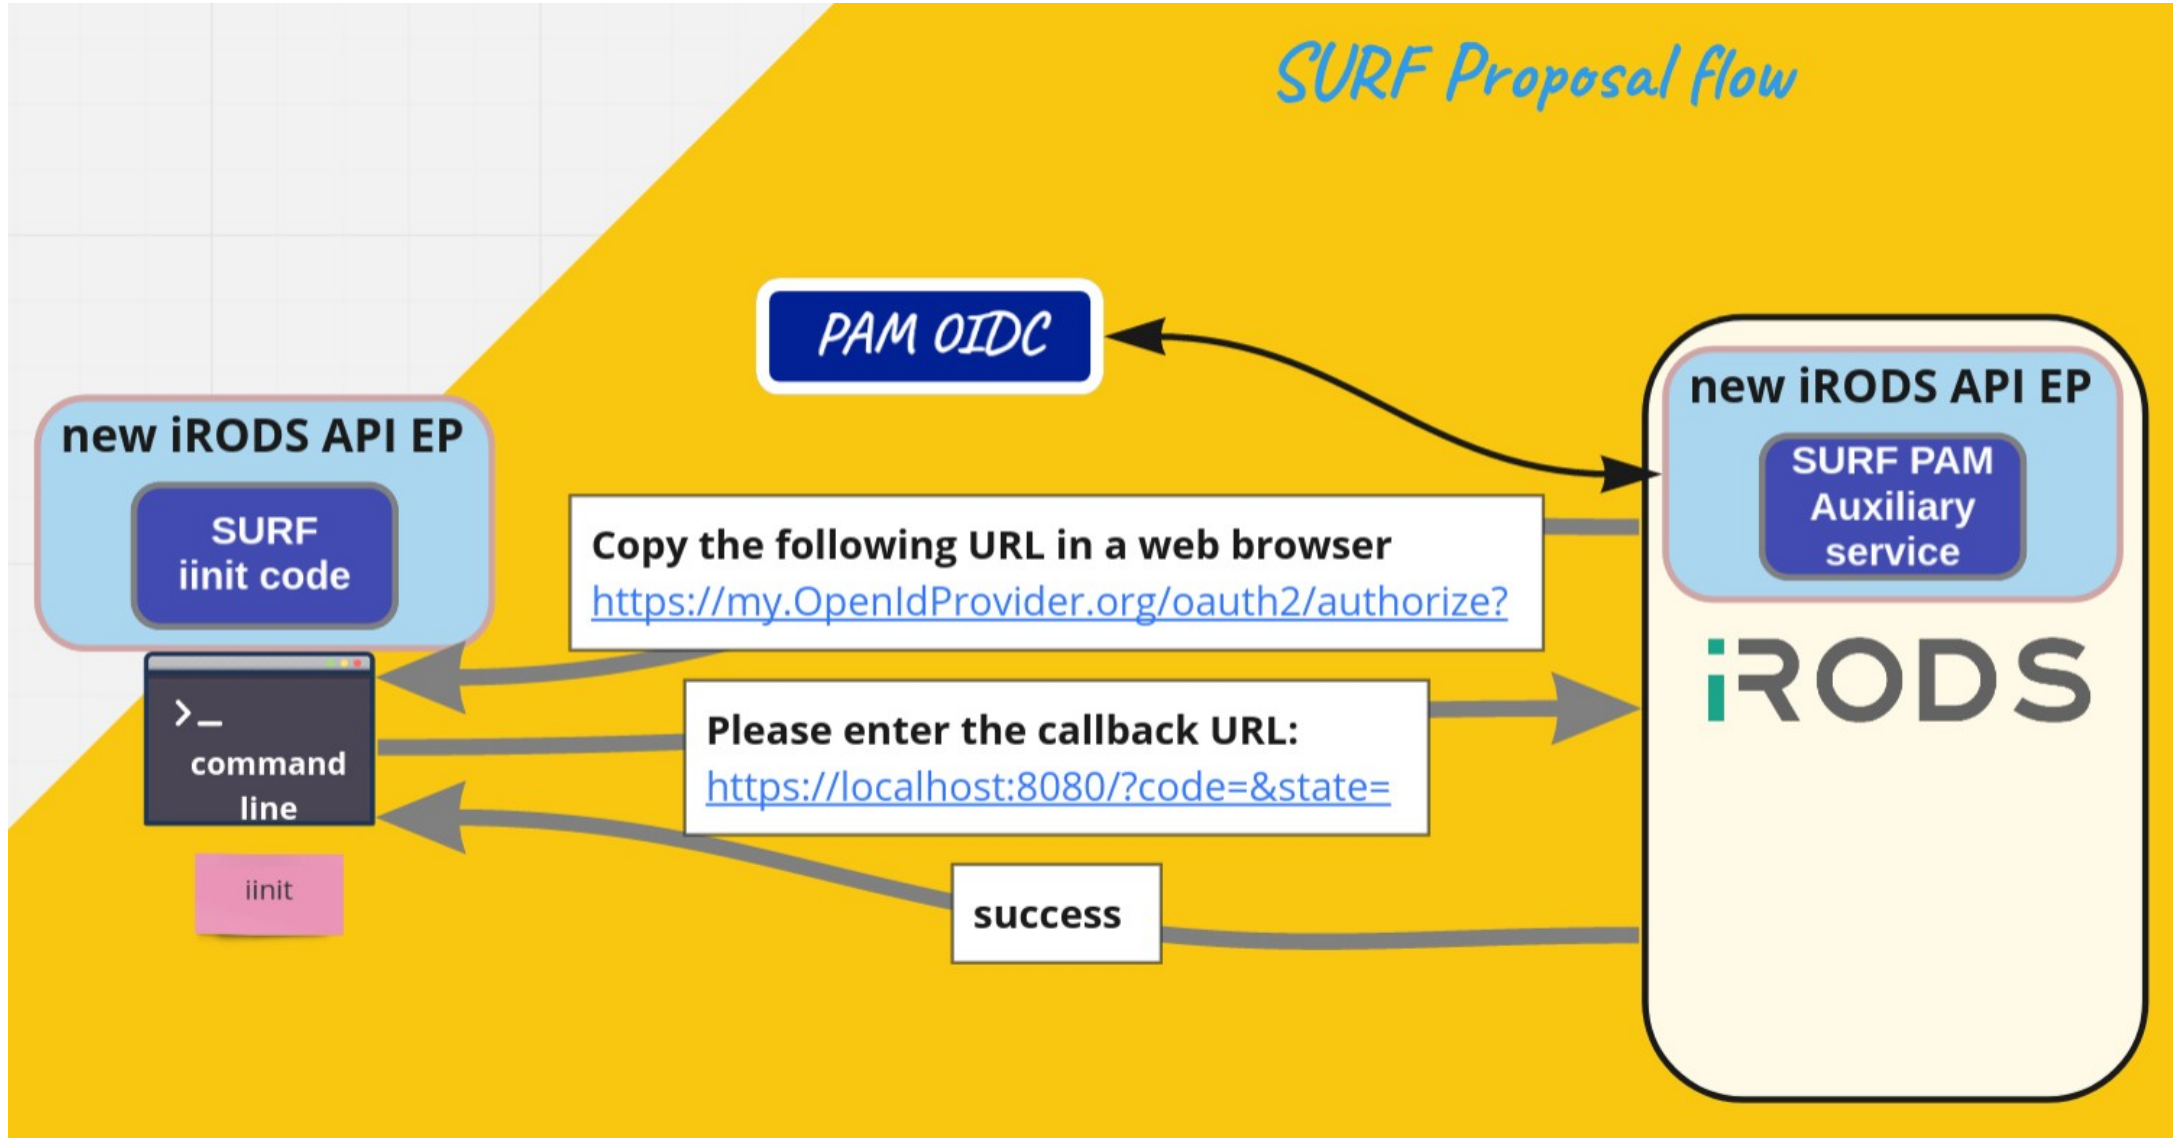 SURF Proposal flow
PAM OIDC
new iRODS API EP
SURF
iinit code
new iRODS API EP
SURF PAM
Auxiliary
service
Copy the following URL in a web browser
https://my.OpenIdProvider.org/oauth2/authorize?
iRODS
>_
command
line
Please enter the callback URL:
https://localhost:8080/?code=&state=
iinit
success